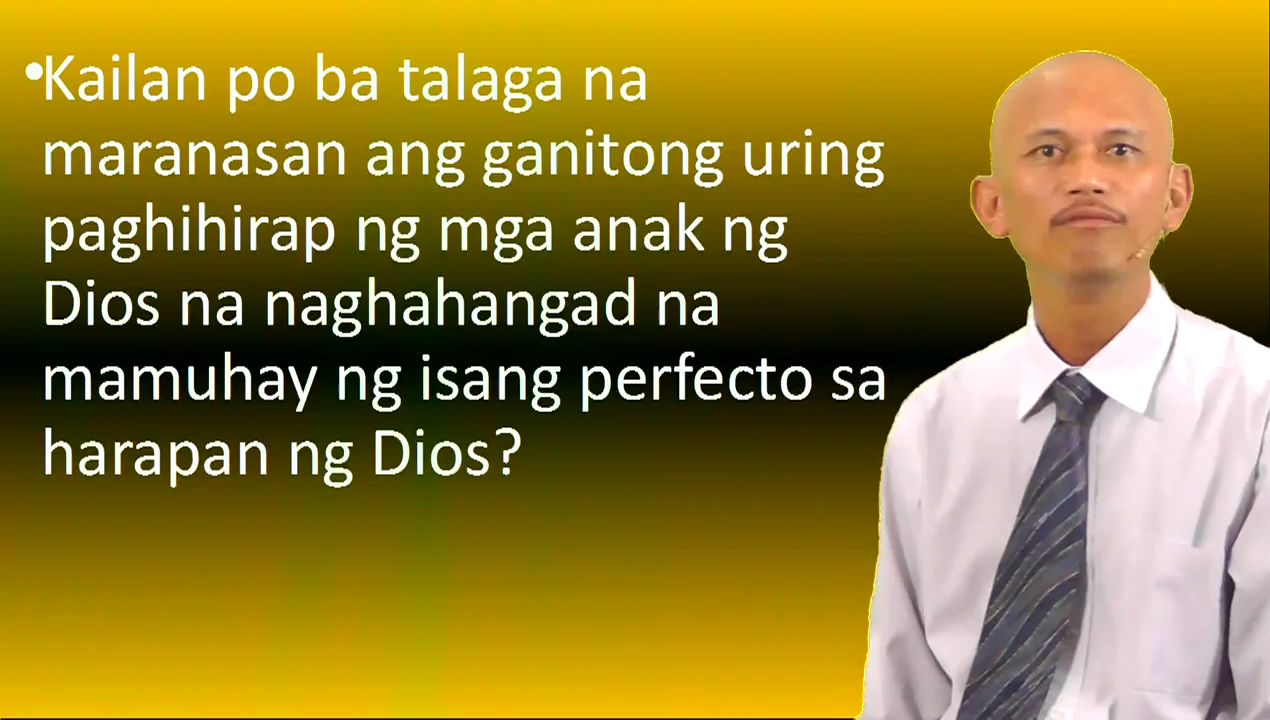 •Kailan po ba talaga na
maranasan ang ganitong uring
paghihirap ng mga anak ng
Dios na naghahangad na
mamuhay ng isang perfecto sa
harapan ng Dios?